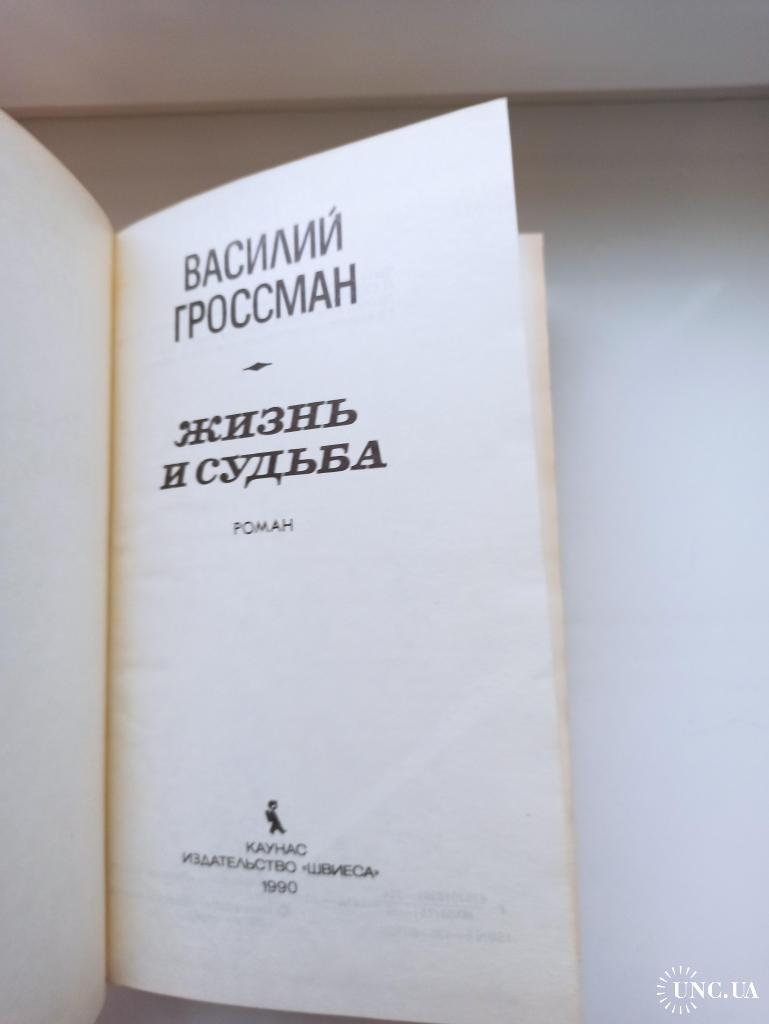 ВАСИЛИЙ
ГРОССМАН
ЖИЗНЬ
И СУДЬБА
РОМАН
КАУНАС
ИЗДАТЕЛЬСТВО «ШВИЕСА»
1990
UNC.UA